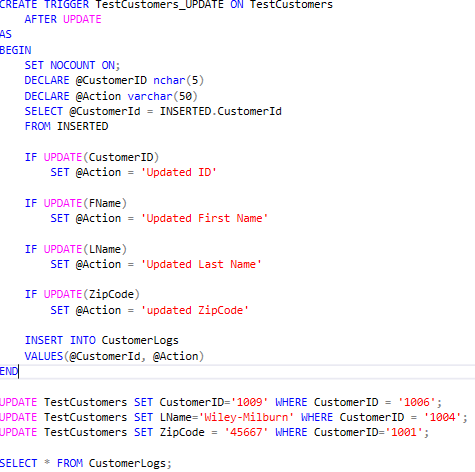 CREATE TRIGGER TestCustomers_UPDATE ON TestCustomers
AFTER UPDATE
AS
BEGIN
SET NOCOUNT ON;
DECLARE @CustomerID nchar(5)
DECLARE @Action varchar(50)
SELECT @CustomerId = INSERTED.CustomerId
FROM INSERTED
IF UPDATE(CustomerID)
SET @Action = 'Updated ID'
IF UPDATE(FName)
SET @Action = 'Updated First Name'
IF UPDATE(LName)
SET @Action = 'Updated Last Name'
IF UPDATE(ZipCode)
SET @Action = 'updated ZipCode'
INSERT INTO CustomerLogs
VALUES(@CustomerId, @Action)
END
UPDATE TestCustomers SET CustomerID='1009' WHERE CustomerID = '1006';
UPDATE TestCustomers SET LName='Wiley-Milburn' WHERE CustomerID = '1004';
UPDATE TestCustomers SET ZipCode = '45667' WHERE CustomerID='1001';
SELECT * FROM CustomerLogs;